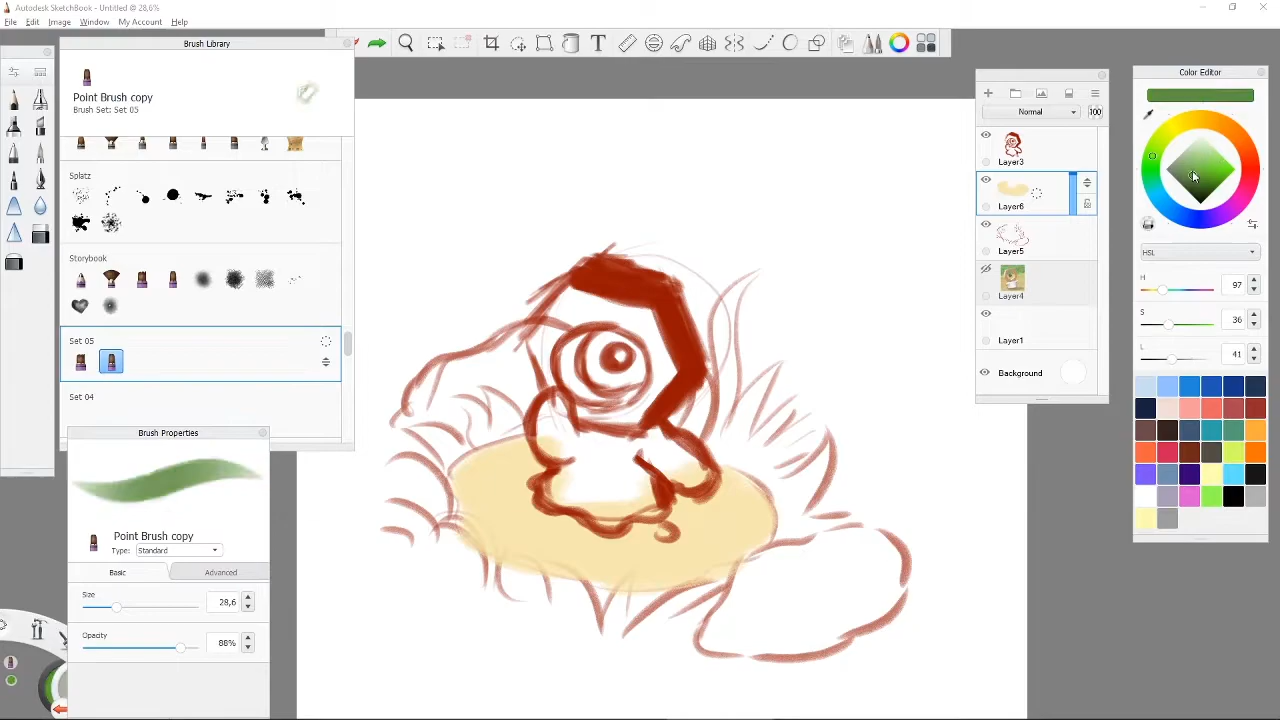 Autodesk SketchBook - Untitled @ 28,6%
File Edit Image Window My Account Help
Brush Library
Point Brush copy
Brush Set: Set 05
Splatz
Storybook
Set 05
Set 04
Brush Properties
Point Brush copy
Type: Standard
Basic Advanced
Size
28,6
Opacity
88%
Normal 100
Layer3
Layer6
Layer5
Layer4
Layer1
Background
Color Editor
HSL
H
97
S
36
L
41